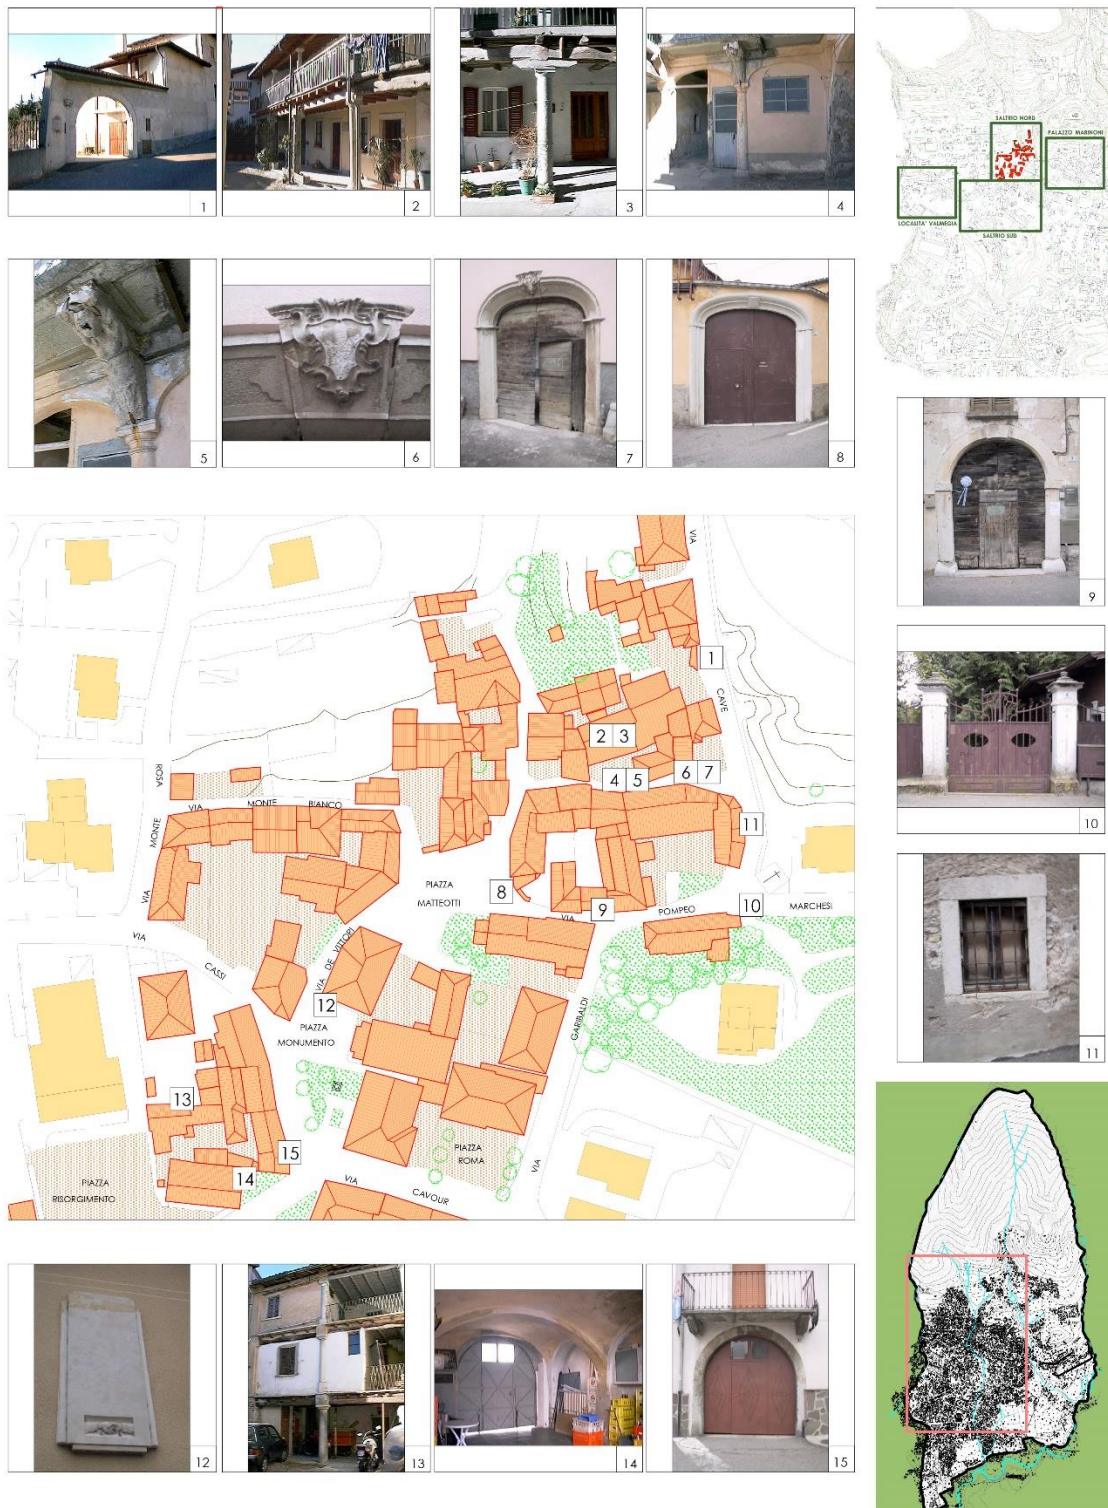 1
2
3
4
SALTRIO NORD
PALAZZO MARINONI
LOCALITA' VALMEGIA
SALTRIO SUD
5
6
7
8
9
10
11
VIA
1
CAVE
2 3
4 5
6 7
11
ROSA
MONTE
VIA
VIA MONTE BIANCO
PIAZZA
MATTEOTTI
8
9
10
VIA POMPEO MARCHESI
VIA
CASSI
VIA DE VITTORI
12
PIAZZA
MONUMENTO
GARIBALDI
VIA
13
14
15
PIAZZA
ROMA
PIAZZA
RISORGIMENTO
VIA
CAVOUR
12
13
14
15